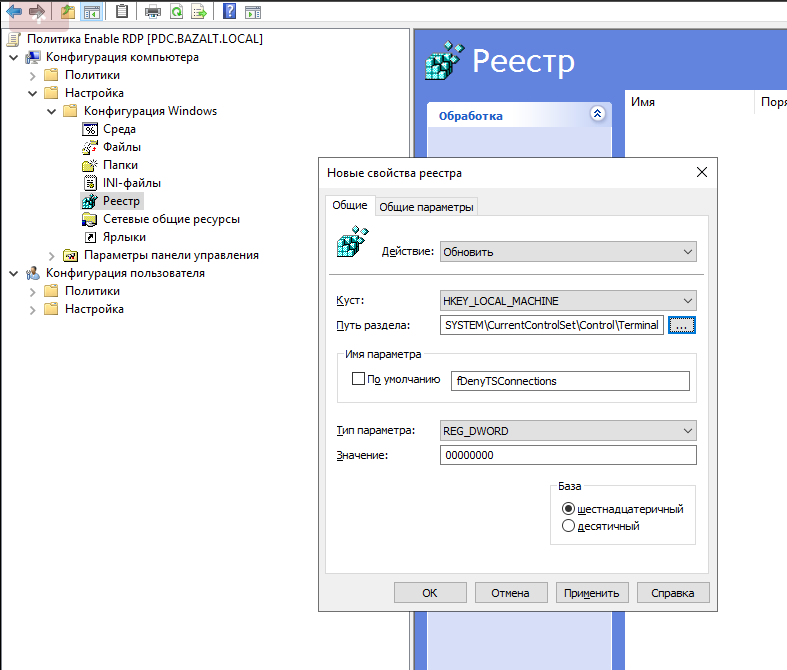 Политика Enable RDP [PDC.BAZALT.LOCAL]
Конфигурация компьютера
Политики
Настройка
Конфигурация Windows
Среда
Файлы
Папки
INI-файлы
Реестр
Сетевые общие ресурсы
Ярлыки
Параметры панели управления
Конфигурация пользователя
Политики
Настройка
Реестр
Обработка
Имя
Поря
Новые свойства реестра
Общие
Общие параметры
Действие:
Обновить
Куст:
HKEY_LOCAL_MACHINE
Путь раздела:
SYSTEM\CurrentControlSet\Control\Terminal
...
Имя параметра
По умолчанию
fDenyTSConnections
Тип параметра:
REG_DWORD
Значение:
00000000
База
шестнадцатеричный
десятичный
ОК
Отмена
Применить
Справка